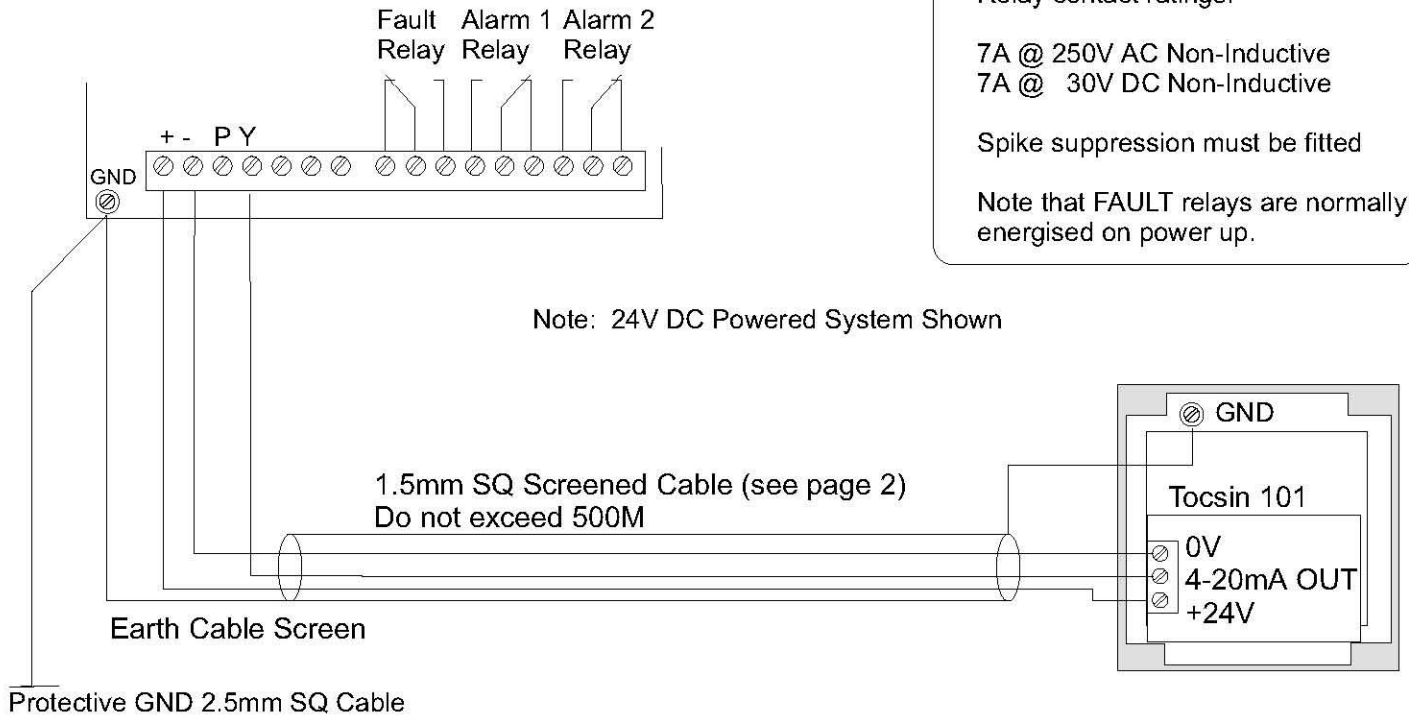 Fault Alarm 1 Alarm 2
Relay Relay Relay
+ - P Y
GND
Relay contact ratings:
7A @ 250V AC Non-Inductive
7A @ 30V DC Non-Inductive
Spike suppression must be fitted
Note that FAULT relays are normally
energised on power up.
Note: 24V DC Powered System Shown
GND
1.5mm SQ Screened Cable (see page 2)
Do not exceed 500M
Tocsin 101
0V
4-20mA OUT
+24V
Earth Cable Screen
Protective GND 2.5mm SQ Cable